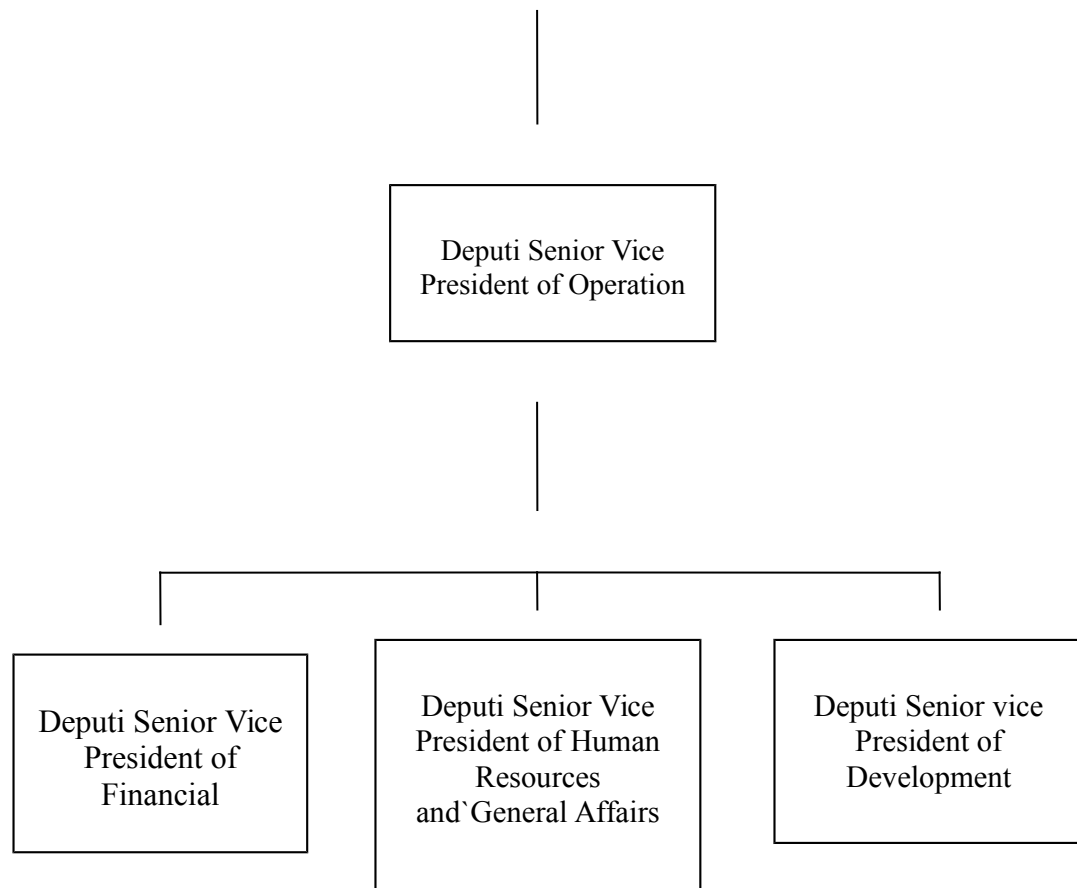 Deputi Senior Vice
President of Operation
Deputi Senior Vice
President of
Financial
Deputi Senior Vice
President of Human
Resources
and`General Affairs
Deputi Senior vice
President of
Development